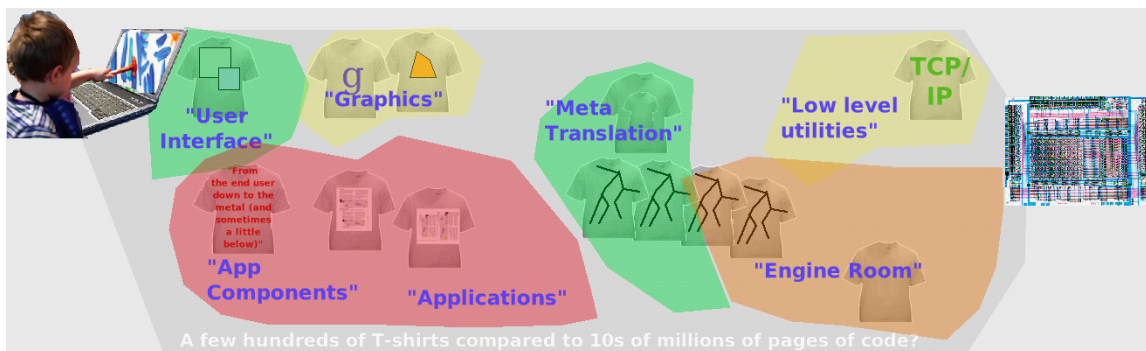 "User
Interface"
g
"Graphics"
"Meta
Translation"
"Low level
utilities"
TCP/
IP
"From
the end user
down to the
metal (and
sometimes
a little
below)"
"App
Components"
"Applications"
"Engine Room"
A few hundreds of T-shirts compared to 10s of millions of pages of code?